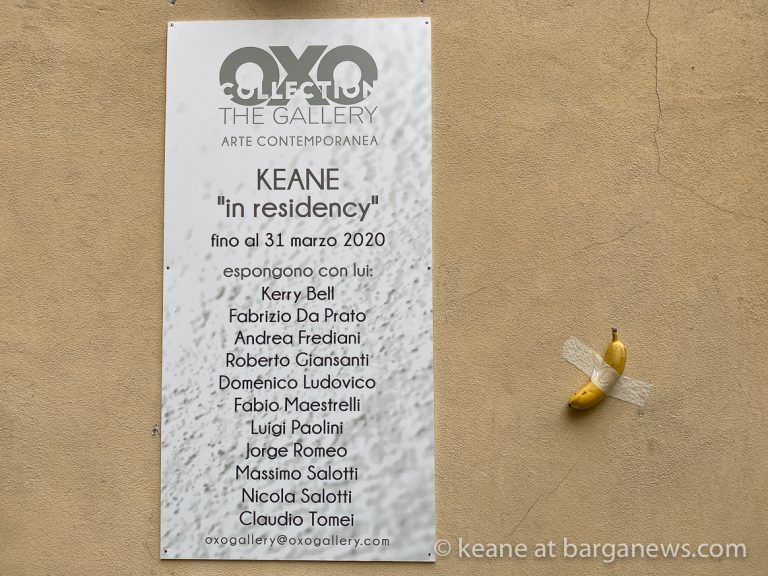 OXO
COLLECTION
THE GALLERY
ARTE CONTEMPORANEA
KEANE
"in residency"
fino al 31 marzo 2020
espongono con lui:
Kerry Bell
Fabrizio Da Prato
Andrea Frediani
Roberto Giansanti
Domenico Ludovico
Fabio Maestrelli
Luigi Paolini
Jorge Romeo
Massimo Salotti
Nicola Salotti
Claudio Tomei
oxogallery@oxogallery.com
© keane at barganews.com